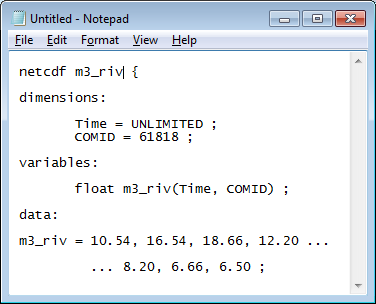 Untitled - Notepad
File Edit Format View Help
netcdf m3_riv {
dimensions:
Time = UNLIMITED ;
COMID = 61818 ;
variables:
float m3_riv(Time, COMID) ;
data:
m3_riv = 10.54, 16.54, 18.66, 12.20 ...
... 8.20, 6.66, 6.50 ;